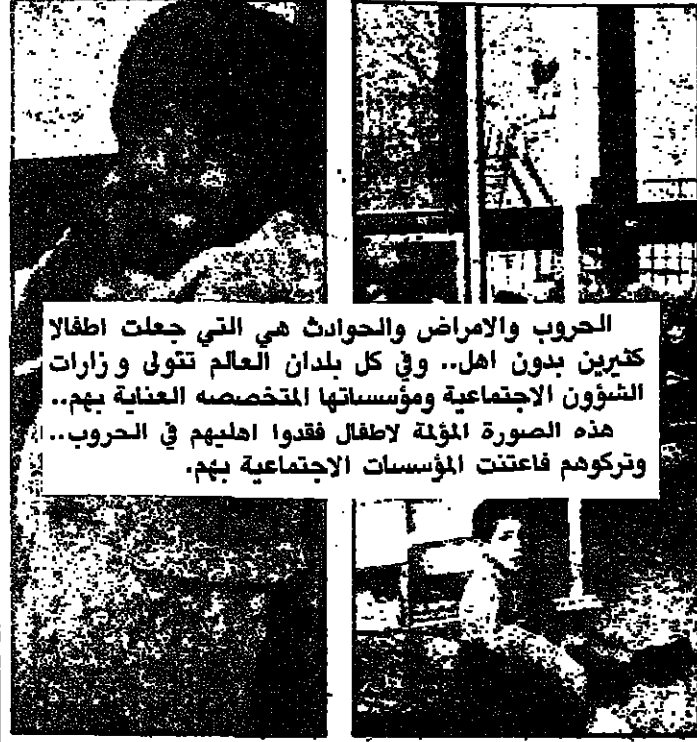 الحروب والامراض والحوادث هي التي جعلت اطفالا
كثيرين بدون اهل.. وفي كل بلدان العالم تتولى وزارات
الشؤون الاجتماعية ومؤسساتها المتخصصه العناية بهم..
هذه الصورة المؤلمة لاطفال فقدوا اهليهم في الحروب..
وتركوهم فاعتنت المؤسسات الاجتماعية بهم.